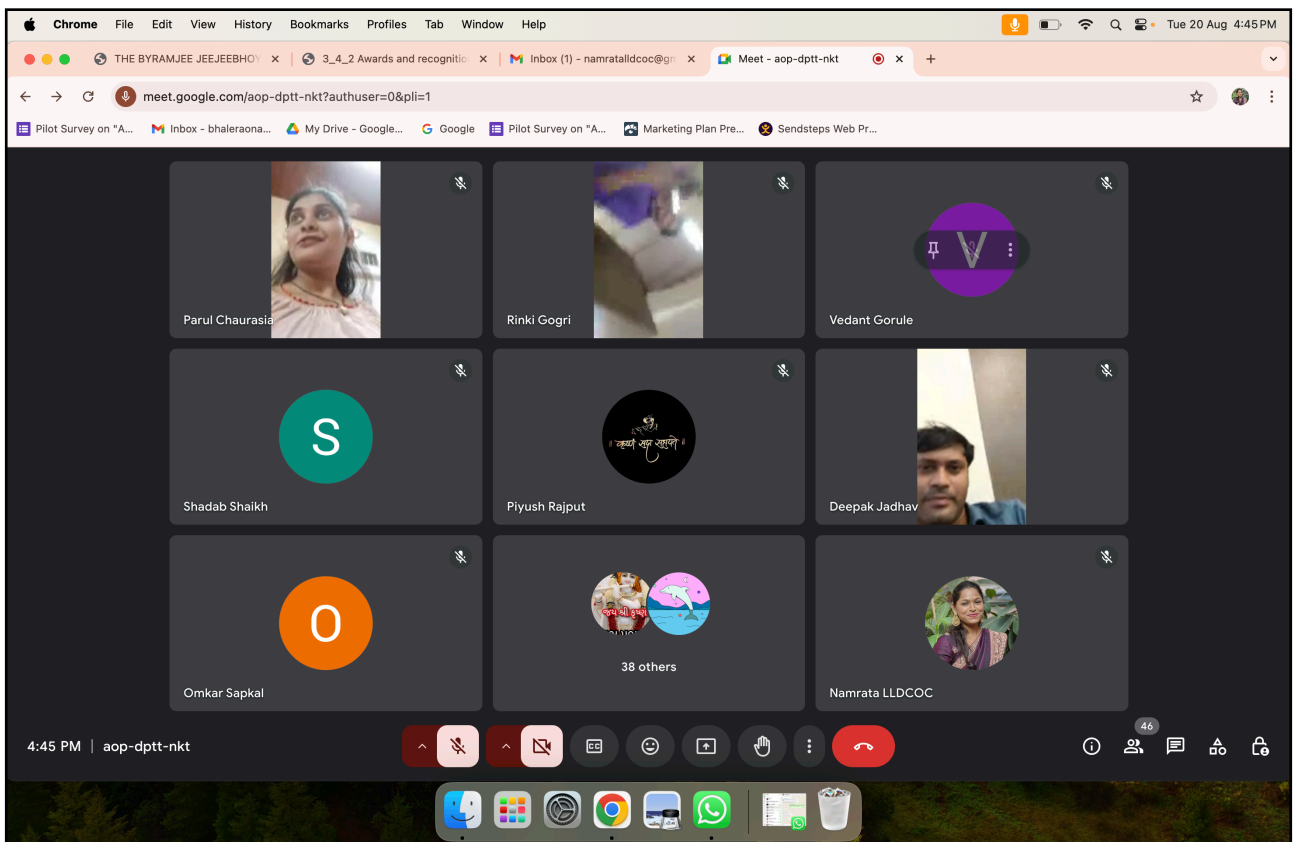 Chrome File Edit View History Bookmarks Profiles Tab Window Help Tue 20 Aug 4:45 PM
THE BYRAMJEE JEEJEEBHOY 3_4_2 Awards and recognitio Inbox (1) - namratalldcoc@gm Meet - aop-dptt-nkt
meet.google.com/aop-dptt-nkt?authuser=0&pli=1
Pilot Survey on "A... Inbox - bhaleraona... My Drive - Google... Google Pilot Survey on "A... Marketing Plan Pre... Sendsteps Web Pr...
V
Parul Chaurasia Rinki Gogri Vedant Gorule
S
Shadab Shaikh Piyush Rajput Deepak Jadhav
O
જય શ્રી કૃષ્ણ
38 others
Omkar Sapkal Namrata LLDCOC
46
4:45 PM | aop-dptt-nkt
CC